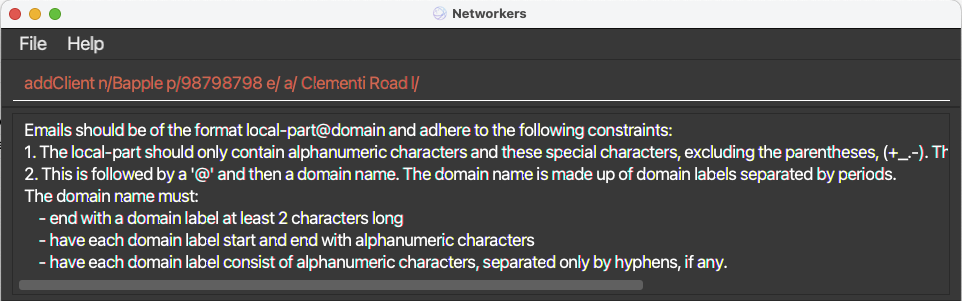 Networkers
File Help
addClient n/Bapple p/98798798 e/ a/ Clementi Road l/
Emails should be of the format local-part@domain and adhere to the following constraints:
1. The local-part should only contain alphanumeric characters and these special characters, excluding the parentheses, (+_.-). Th
2. This is followed by a '@' and then a domain name. The domain name is made up of domain labels separated by periods.
The domain name must:
- end with a domain label at least 2 characters long
- have each domain label start and end with alphanumeric characters
- have each domain label consist of alphanumeric characters, separated only by hyphens, if any.